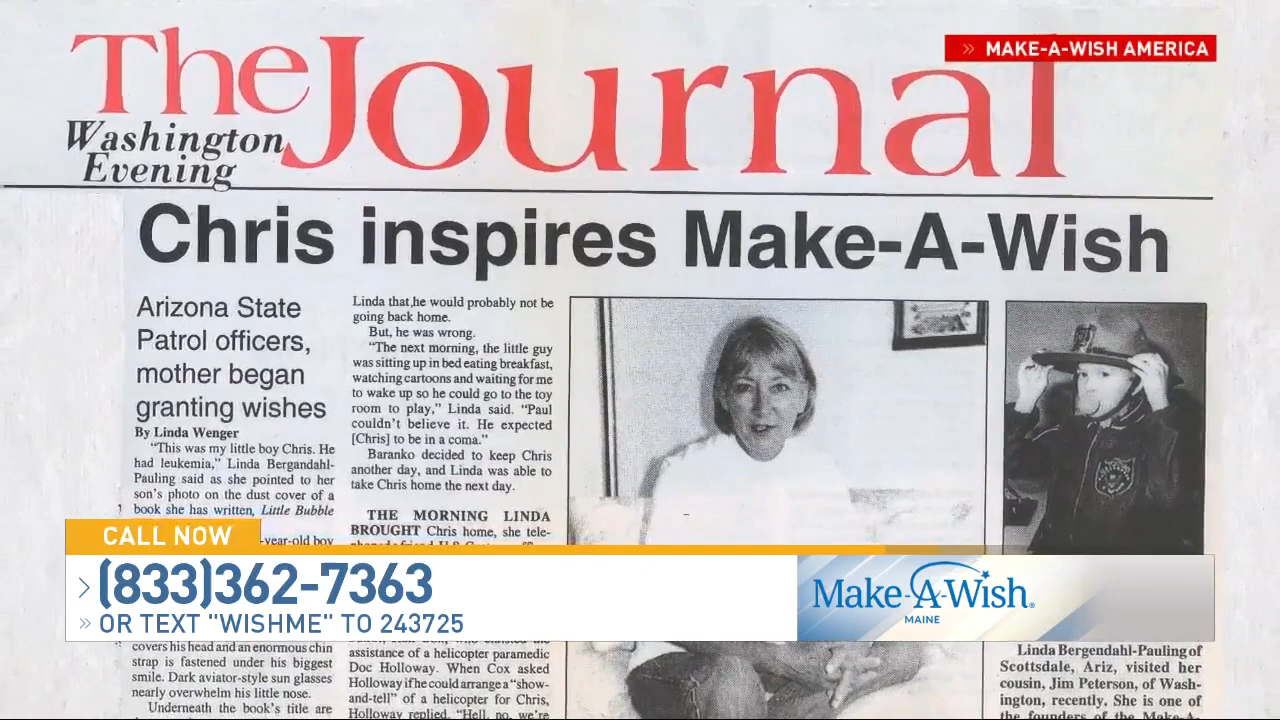 The Journal
Washington
Evening
» MAKE-A-WISH AMERICA
Chris inspires Make-A-Wish
Arizona State
Patrol officers,
mother began
granting wishes
By Linda Wenger
"This was my little boy Chris. He
had leukemia," Linda Bergandahl-
Pauling said as she pointed to her
son's photo on the dust cover of a
book she has written, Little Bubble
-year-old boy
covers his head and an enormous chin
strap is fastened under his biggest
smile. Dark aviator-style sun glasses
nearly overwhelm his little nose.
Underneath the book's title are
Linda that he would probably not be
going back home.
But, he was wrong.
"The next morning, the little guy
was sitting up in bed eating breakfast,
watching cartoons and waiting for me
to wake up so he could go to the toy
room to play," Linda said. "Paul
couldn't believe it. He expected
[Chris] to be in a coma."
Baranko decided to keep Chris
another day, and Linda was able to
take Chris home the next day.
THE MORNING LINDA
BROUGHT Chris home, she tele-
assistance of a helicopter paramedic
Doc Holloway. When Cox asked
Holloway if he could arrange a "show-
and-tell" of a helicopter for Chris,
Holloway replied, "Hell, no, we're
Linda Bergendahl-Pauling of
Scottsdale, Ariz, visited her
cousin, Jim Peterson, of Wash-
ington, recently. She is one of
the founders of the Make-A-
CALL NOW
(833)362-7363
» OR TEXT "WISHME" TO 243725
Make-A-Wish®
MAINE